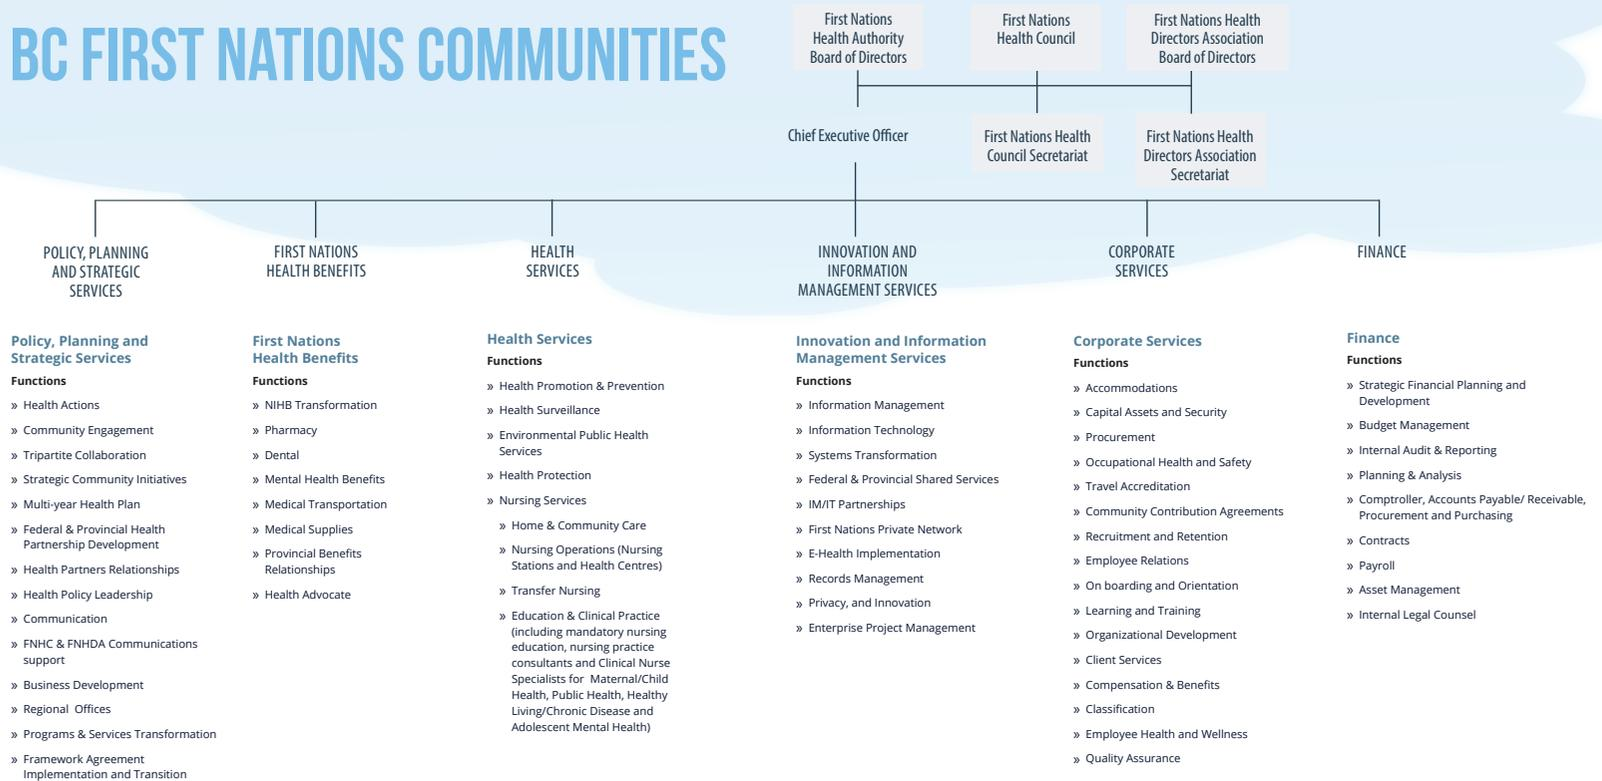 BC FIRST NATIONS COMMUNITIES
First Nations
Health Authority
Board of Directors
First Nations
Health Council
First Nations Health
Directors Association
Board of Directors
Chief Executive Officer
First Nations Health
Council Secretariat
First Nations Health
Directors Association
Secretariat
POLICY, PLANNING
AND STRATEGIC
SERVICES
FIRST NATIONS
HEALTH BENEFITS
HEALTH
SERVICES
INNOVATION AND
INFORMATION
MANAGEMENT SERVICES
CORPORATE
SERVICES
FINANCE
Policy, Planning and
Strategic Services
Functions
» Health Actions
» Community Engagement
» Tripartite Collaboration
» Strategic Community Initiatives
» Multi-year Health Plan
» Federal & Provincial Health
Partnership Development
» Health Partners Relationships
» Health Policy Leadership
» Communication
» FNHC & FNHDA Communications
support
» Business Development
» Regional Offices
» Programs & Services Transformation
» Framework Agreement
Implementation and Transition
First Nations
Health Benefits
Functions
» NIHB Transformation
» Pharmacy
» Dental
» Mental Health Benefits
» Medical Transportation
» Medical Supplies
» Provincial Benefits
Relationships
» Health Advocate
Health Services
Functions
» Health Promotion & Prevention
» Health Surveillance
» Environmental Public Health
Services
» Health Protection
» Nursing Services
» Home & Community Care
» Nursing Operations (Nursing
Stations and Health Centres)
» Transfer Nursing
» Education & Clinical Practice
(including mandatory nursing
education, nursing practice
consultants and Clinical Nurse
Specialists for Maternal/Child
Health, Public Health, Healthy
Living/Chronic Disease and
Adolescent Mental Health)
Innovation and Information
Management Services
Functions
» Information Management
» Information Technology
» Systems Transformation
» Federal & Provincial Shared Services
» IM/IT Partnerships
» First Nations Private Network
» E-Health Implementation
» Records Management
» Privacy, and Innovation
» Enterprise Project Management
Corporate Services
Functions
» Accommodations
» Capital Assets and Security
» Procurement
» Occupational Health and Safety
» Travel Accreditation
» Community Contribution Agreements
» Recruitment and Retention
» Employee Relations
» On boarding and Orientation
» Learning and Training
» Organizational Development
» Client Services
» Compensation & Benefits
» Classification
» Employee Health and Wellness
» Quality Assurance
Finance
Functions
» Strategic Financial Planning and
Development
» Budget Management
» Internal Audit & Reporting
» Planning & Analysis
» Comptroller, Accounts Payable/ Receivable,
Procurement and Purchasing
» Contracts
» Payroll
» Asset Management
» Internal Legal Counsel